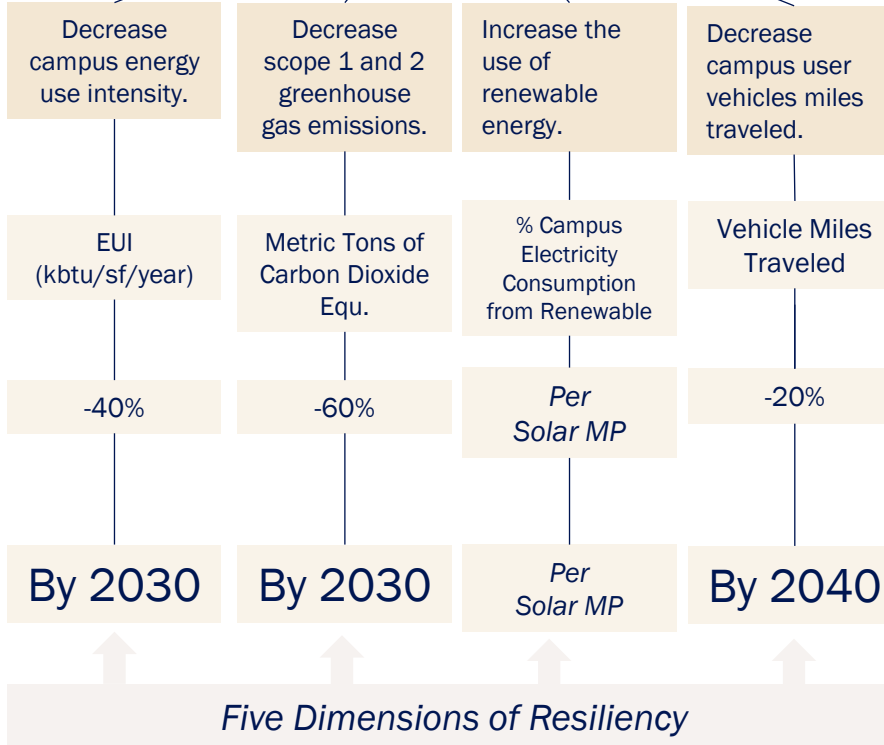 Decrease
campus energy
use intensity.
Decrease
scope 1 and 2
greenhouse
gas emissions.
Increase the
use of
renewable
energy.
Decrease
campus user
vehicles miles
traveled.
EUI
(kbtu/sf/year)
Metric Tons of
Carbon Dioxide
Equ.
% Campus
Electricity
Consumption
from Renewable
Vehicle Miles
Traveled
-40%
-60%
Per
Solar MP
-20%
By 2030
By 2030
Per
Solar MP
By 2040
Five Dimensions of Resiliency